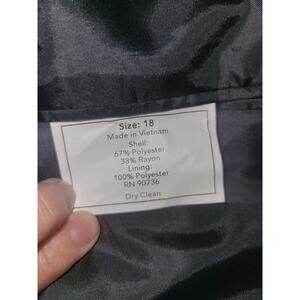 Size: 18
Made in Vietnam
Shell:
67% Polyester
33% Rayon
Lining:
100% Polyester
RN 90736
Dry Clean